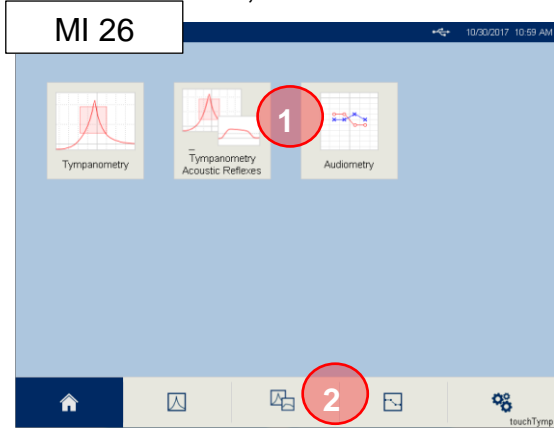 MI 26
10/30/2017 10:59 AM
1
Tympanometry
Tympanometry
Acoustic Reflexes
Audiometry
2
touchTymp